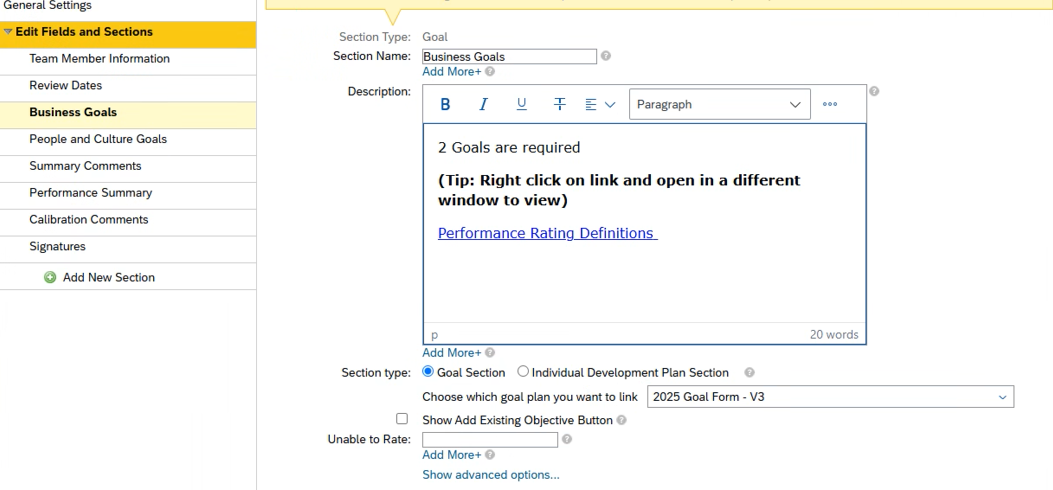 General Settings
Edit Fields and Sections
Team Member Information
Review Dates
Business Goals
People and Culture Goals
Summary Comments
Performance Summary
Calibration Comments
Signatures
Add New Section
Section Type: Goal
Section Name: Business Goals
Add More+
Description:
B I U T Paragraph
2 Goals are required
(Tip: Right click on link and open in a different
window to view)
Performance Rating Definitions
p 20 words
Add More+
Section type: Goal Section Individual Development Plan Section
Choose which goal plan you want to link 2025 Goal Form - V3
Show Add Existing Objective Button
Unable to Rate:
Add More+
Show advanced options...